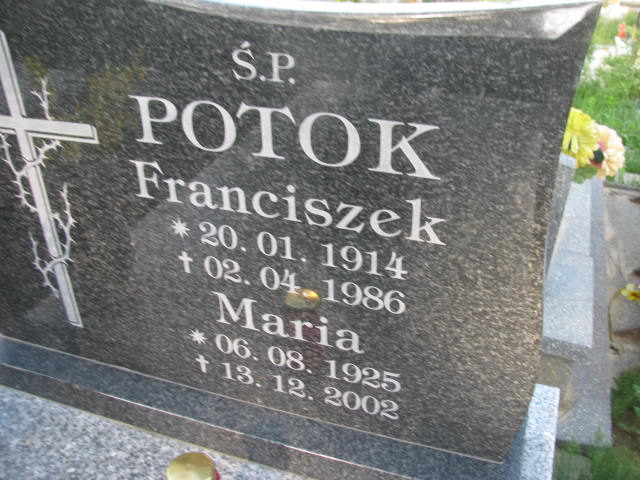 Ś.P.
POTOK
Franciszek
* 20. 01. 1914
† 02. 04. 1986
Maria
* 06. 08. 1925
† 13. 12. 2002